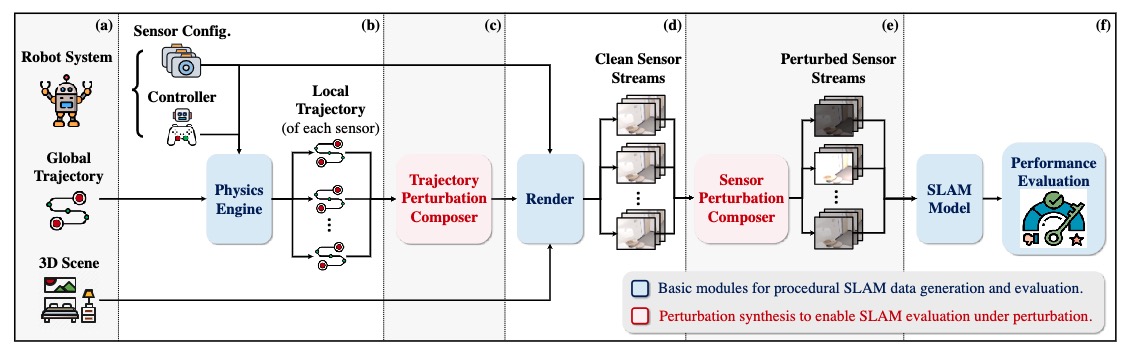 (a)
Robot System
Global
Trajectory
3D Scene
(b)
Sensor Config.
Controller
Local
Trajectory
(of each sensor)
Physics
Engine
(c)
Trajectory
Perturbation
Composer
(d)
Render
Clean Sensor
Streams
(e)
Sensor
Perturbation
Composer
Perturbed Sensor
Streams
(f)
SLAM
Model
Performance
Evaluation
Basic modules for procedural SLAM data generation and evaluation.
Perturbation synthesis to enable SLAM evaluation under perturbation.